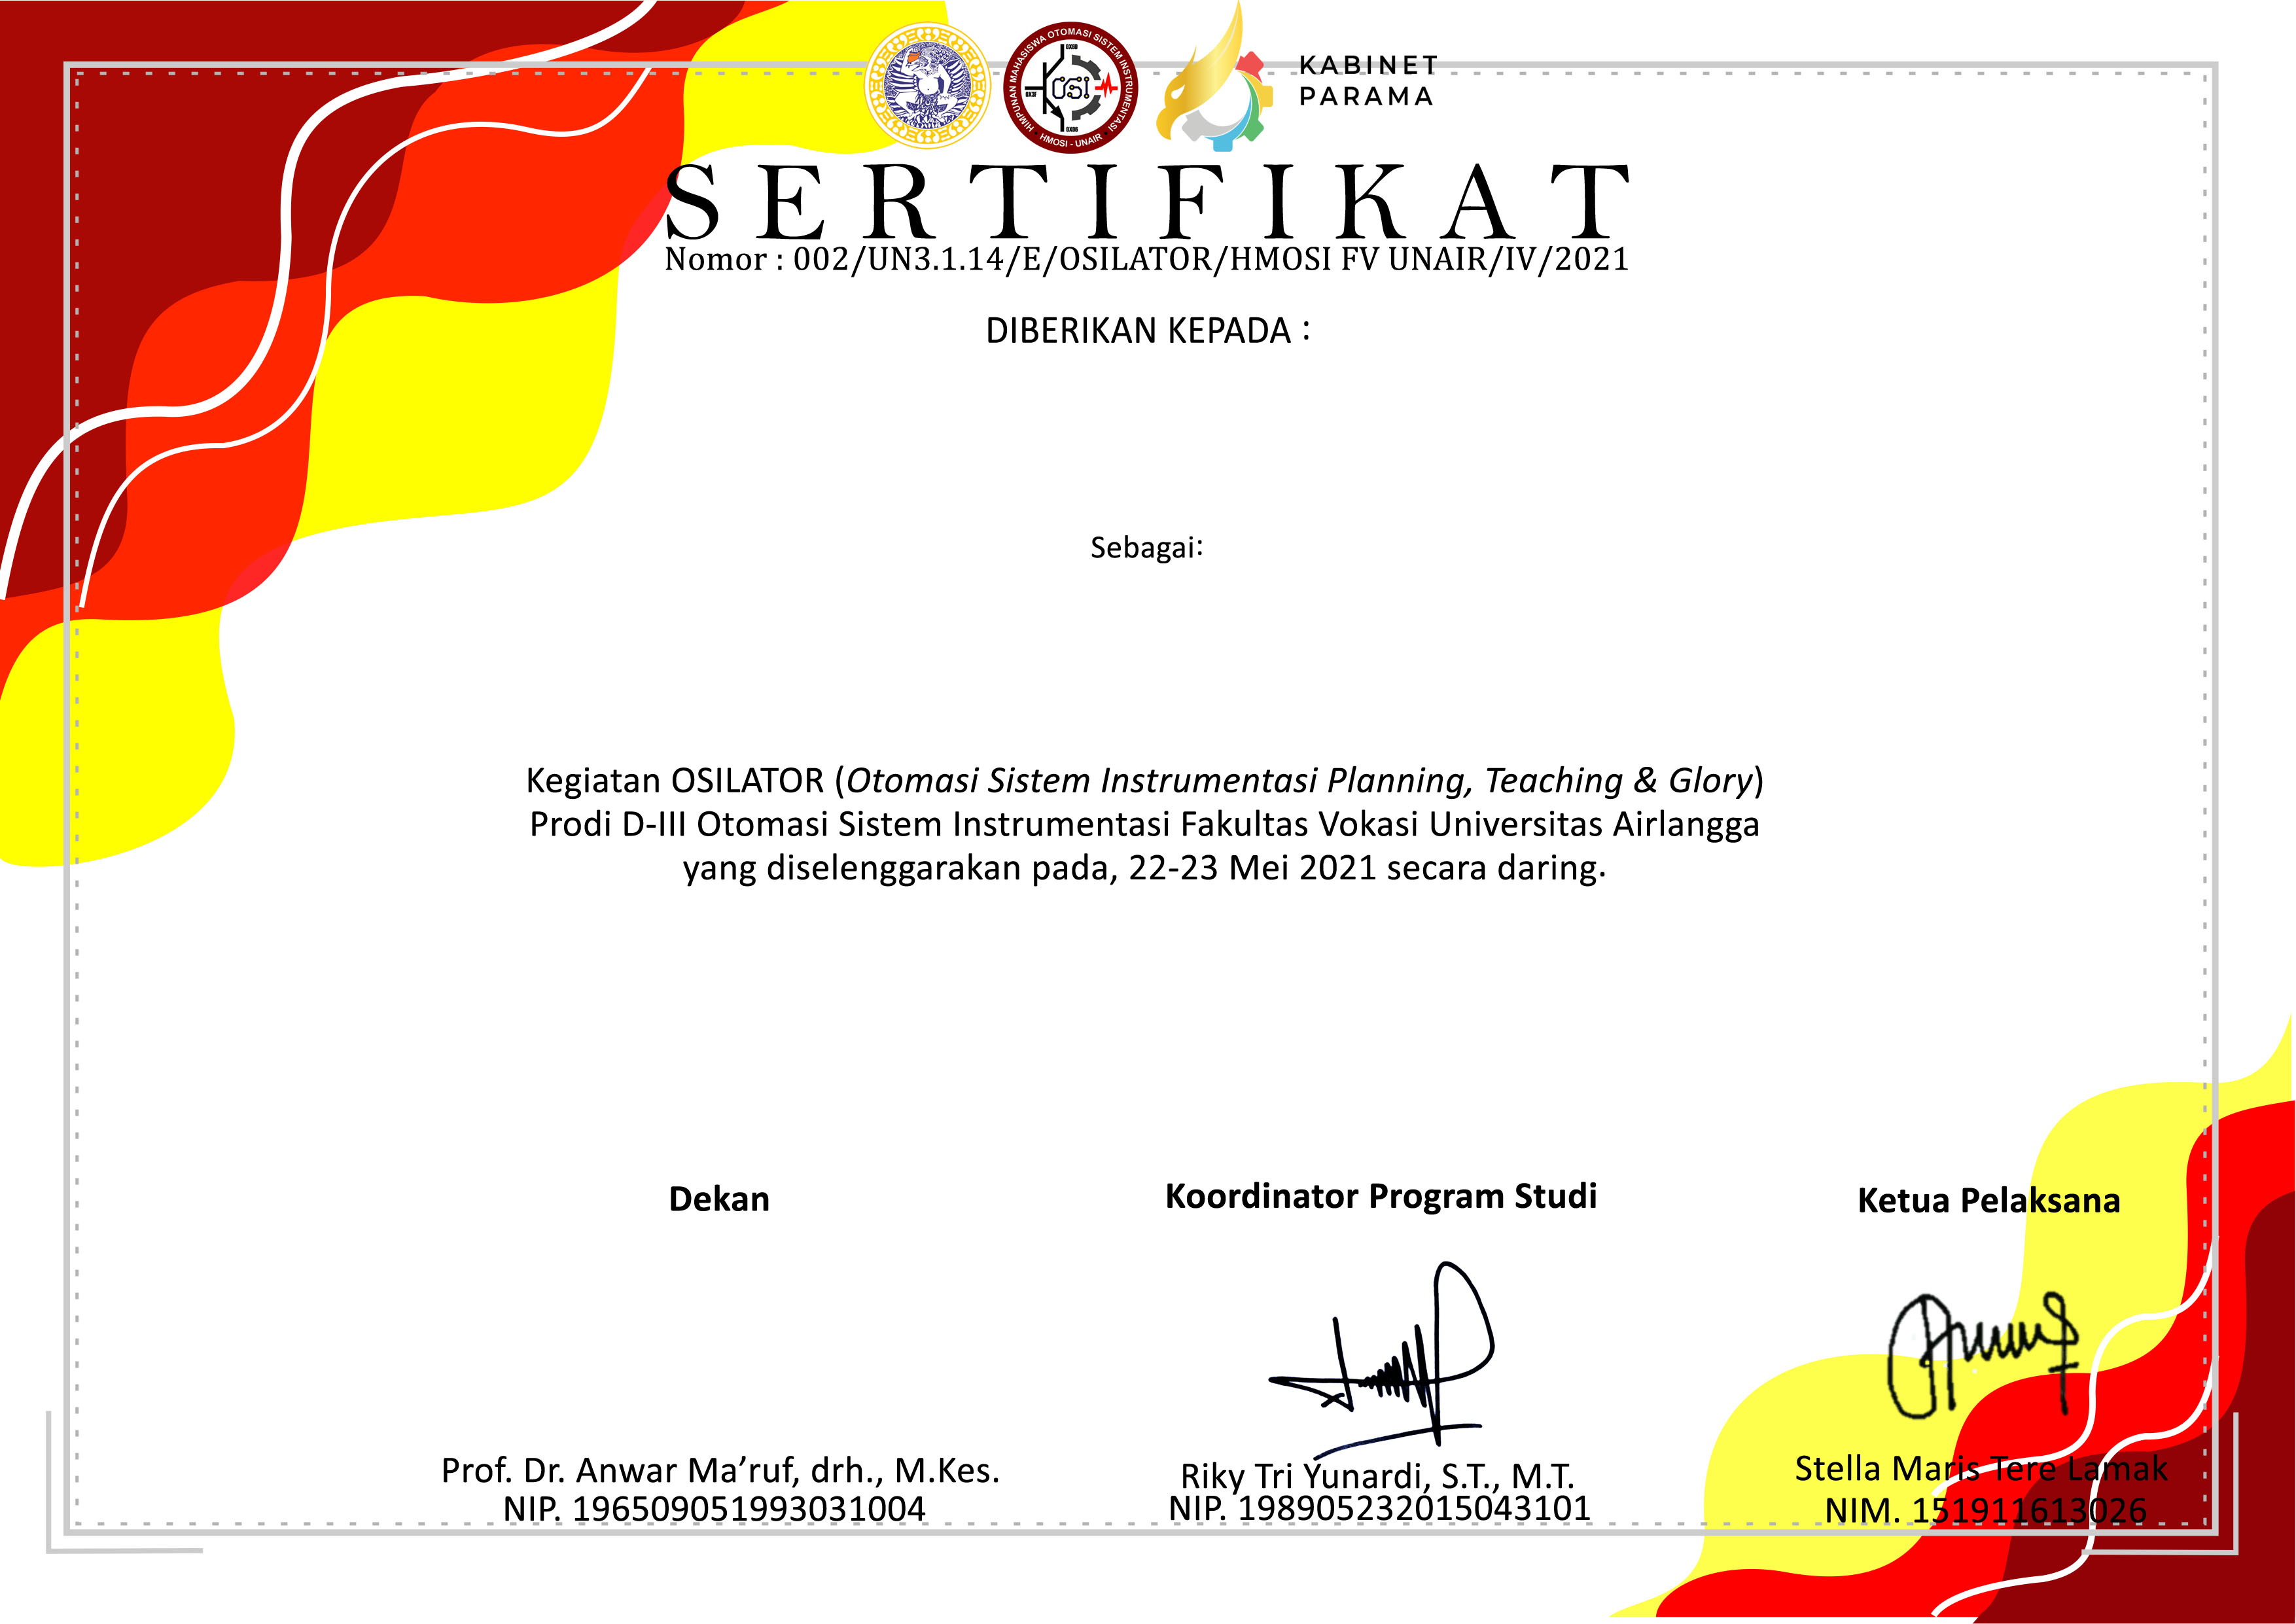 HIMPUNAN MAHASISWA OTOMASI SISTEM INSTRUMENTASI
HMOSI - UNAIR
OSI
KABINET
PARAMA
SERTIFIKAT
Nomor : 002/UN3.1.14/E/OSILATOR/HMOSI FV UNAIR/IV/2021
DIBERIKAN KEPADA :
Sebagai:
Kegiatan OSILATOR (Otomasi Sistem Instrumentasi Planning, Teaching & Glory)
Prodi D-III Otomasi Sistem Instrumentasi Fakultas Vokasi Universitas Airlangga
yang diselenggarakan pada, 22-23 Mei 2021 secara daring.
Dekan
Koordinator Program Studi
Ketua Pelaksana
Prof. Dr. Anwar Ma’ruf, drh., M.Kes.
NIP. 196509051993031004
Riky Tri Yunardi, S.T., M.T.
NIP. 198905232015043101
Stella Maris Tere Lamak
NIM. 151911613026